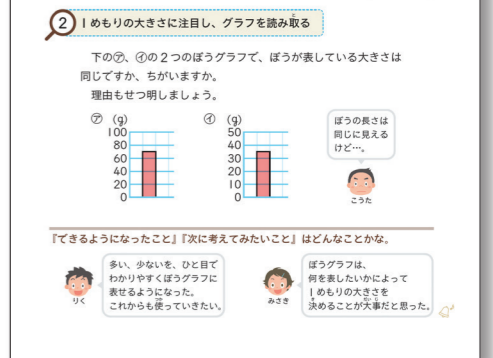 2 1めもりの大きさに注目し、グラフを読み取る
下の㋐、㋑の2つのぼうグラフで、ぼうが表している大きさは
同じですか、ちがいますか。
理由もせつ明しましょう。
㋐ (g)
100
80
60
40
20
0
㋑ (g)
50
40
30
20
10
0
ぼうの長さは
同じに見える
けど…。
こうた
『できるようになったこと』『次に考えてみたいこと』はどんなことかな。
多い、少ないを、ひと目で
わかりやすくぼうグラフに
表せるようになった。
これからも使っていきたい。
りく
ぼうグラフは、
何を表したいかによって
1めもりの大きさを
決めることが大事だと思った。
みさき